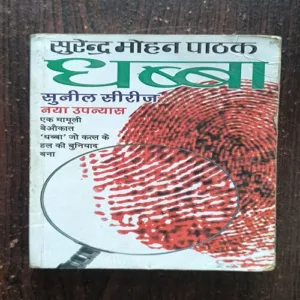 सुरेन्द्र मोहन पाठक
धब्बा
सुनील सीरीज
नया उपन्यास
एक मामूली
बेऔकात
'धब्बा' जो कत्ल के
हल की बुनियाद
बना